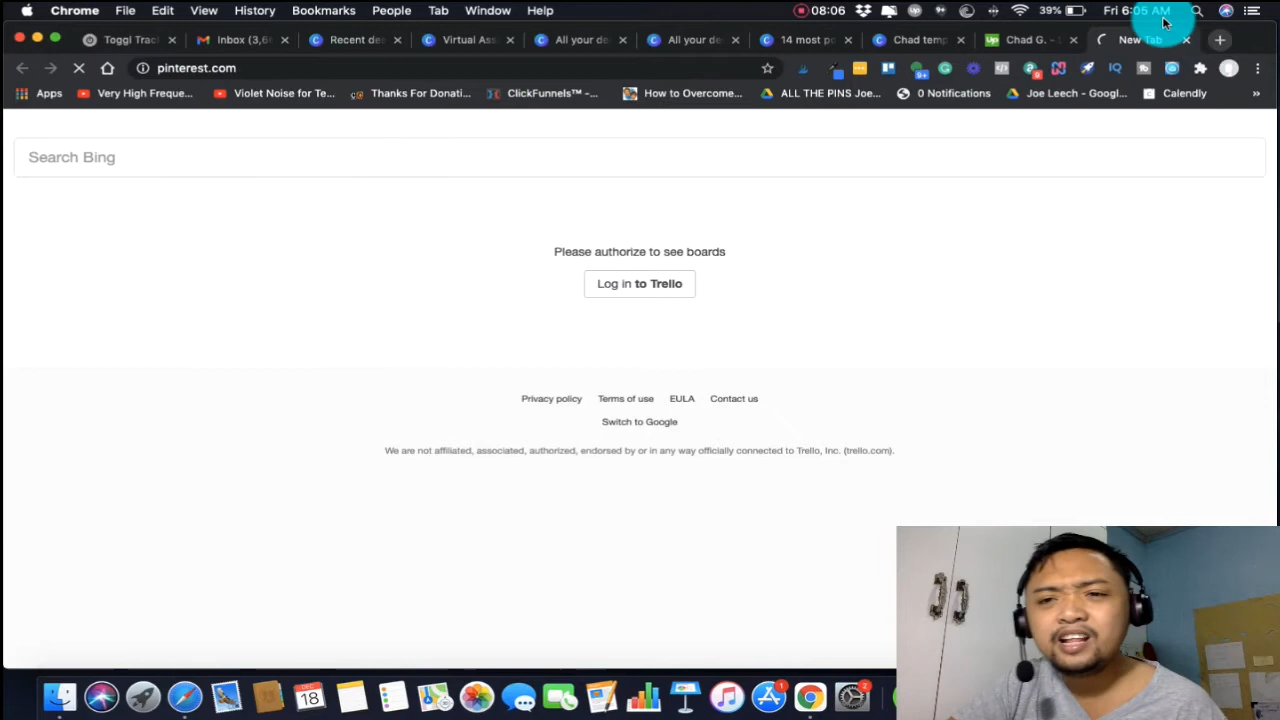 Chrome File Edit View History Bookmarks People Tab Window Help 08:06 39% Fri 6:05 AM
Toggl Trac Inbox (3,6 Recent de Visual Ass All your de All your de 14 most po Chad temp Chad G. - New Tab
pinterest.com
Apps Very High Freque... Violet Noise for Te... Thanks For Donati... ClickFunnels™ -... How to Overcome... ALL THE PINS Joe... 0 Notifications Joe Leech - Googl... Calendly »
Search Bing
Please authorize to see boards
Log in to Trello
Privacy policy Terms of use EULA Contact us
Switch to Google
We are not affiliated, associated, authorized, endorsed by or in any way officially connected to Trello, Inc. (trello.com).
DEC
18